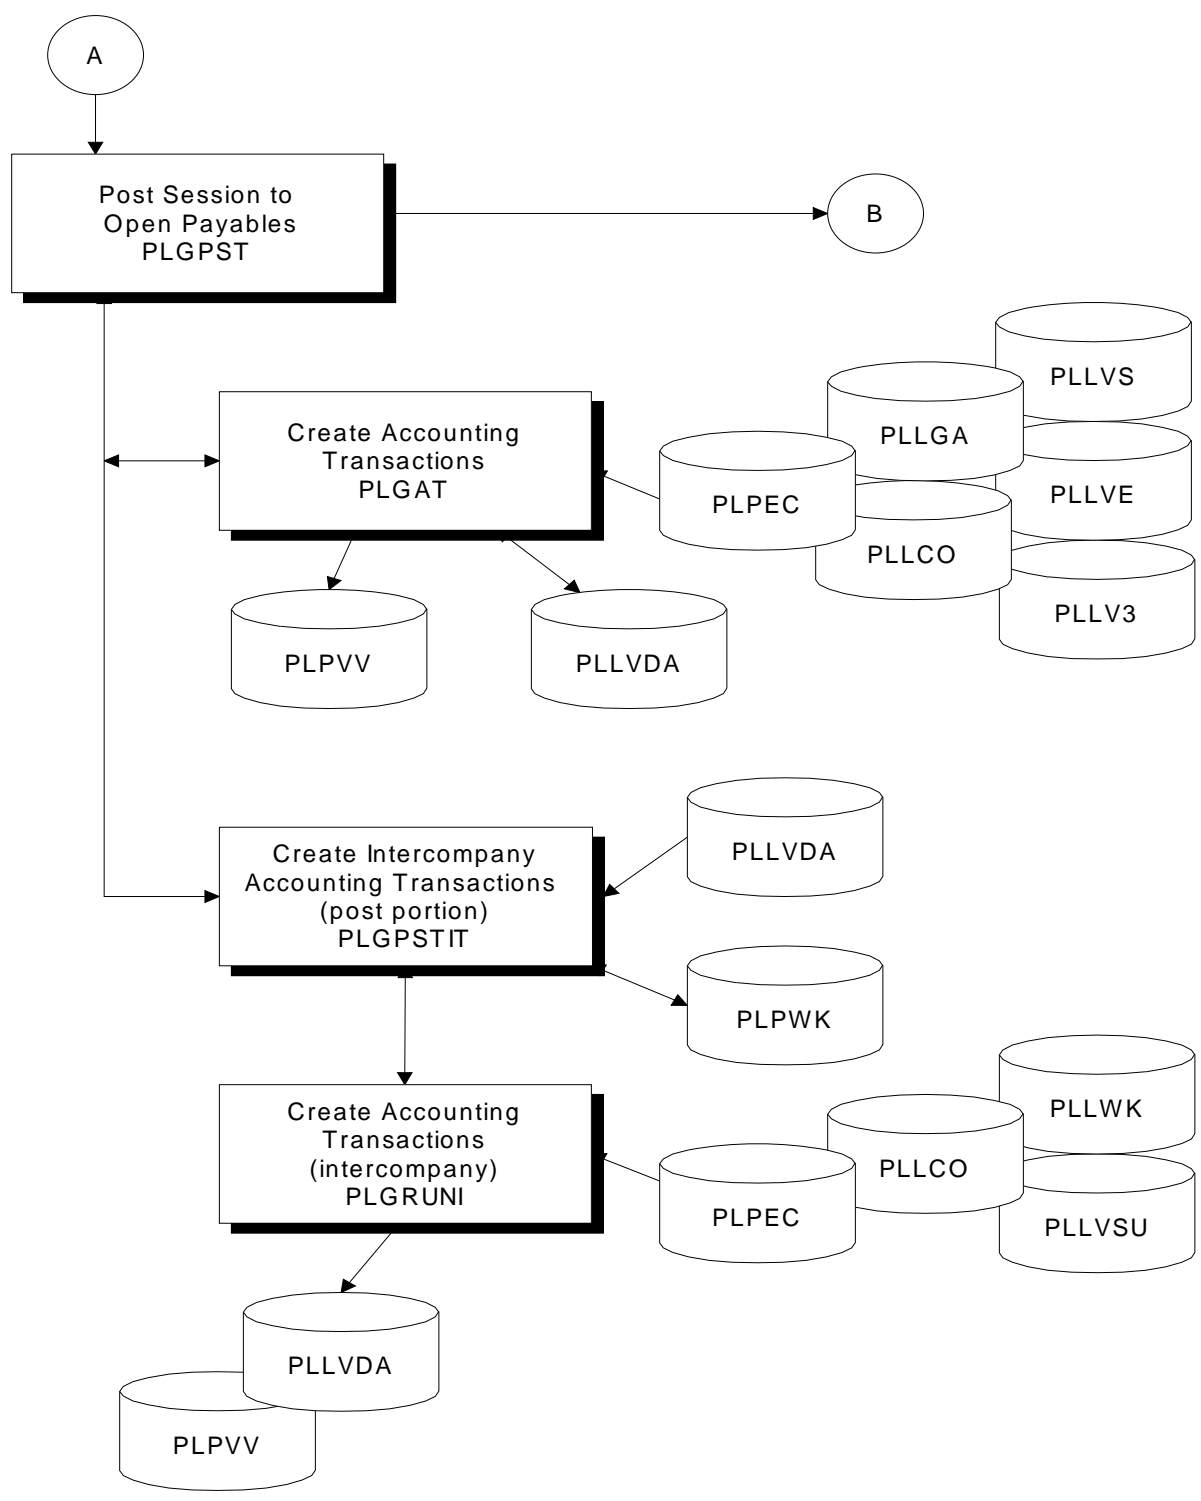 A
Post Session to
Open Payables
PLGPST
B
Create Accounting
Transactions
PLGAT
PLPEC
PLLGA
PLLCO
PLLVS
PLLVE
PLLV3
PLPVV
PLLVDA
Create Intercompany
Accounting Transactions
(post portion)
PLGPSTIT
PLLVDA
PLPWK
Create Accounting
Transactions
(intercompany)
PLGRUNI
PLPEC
PLLCO
PLLWK
PLLVSU
PLLVDA
PLPVV